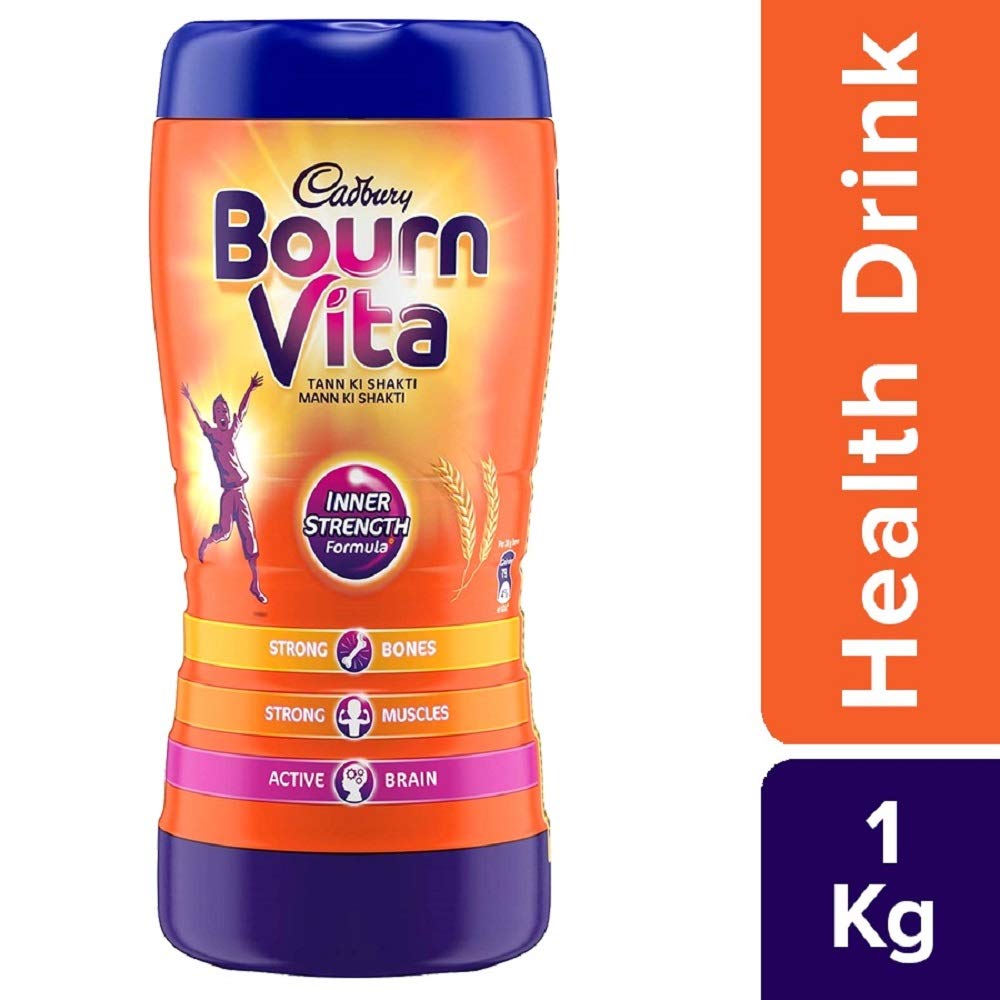 Cadbury
Bourn
Vita
TANN KI SHAKTI
MANN KI SHAKTI
INNER
STRENGTH
Formula
STRONG BONES
STRONG MUSCLES
ACTIVE BRAIN
Health Drink
1
Kg